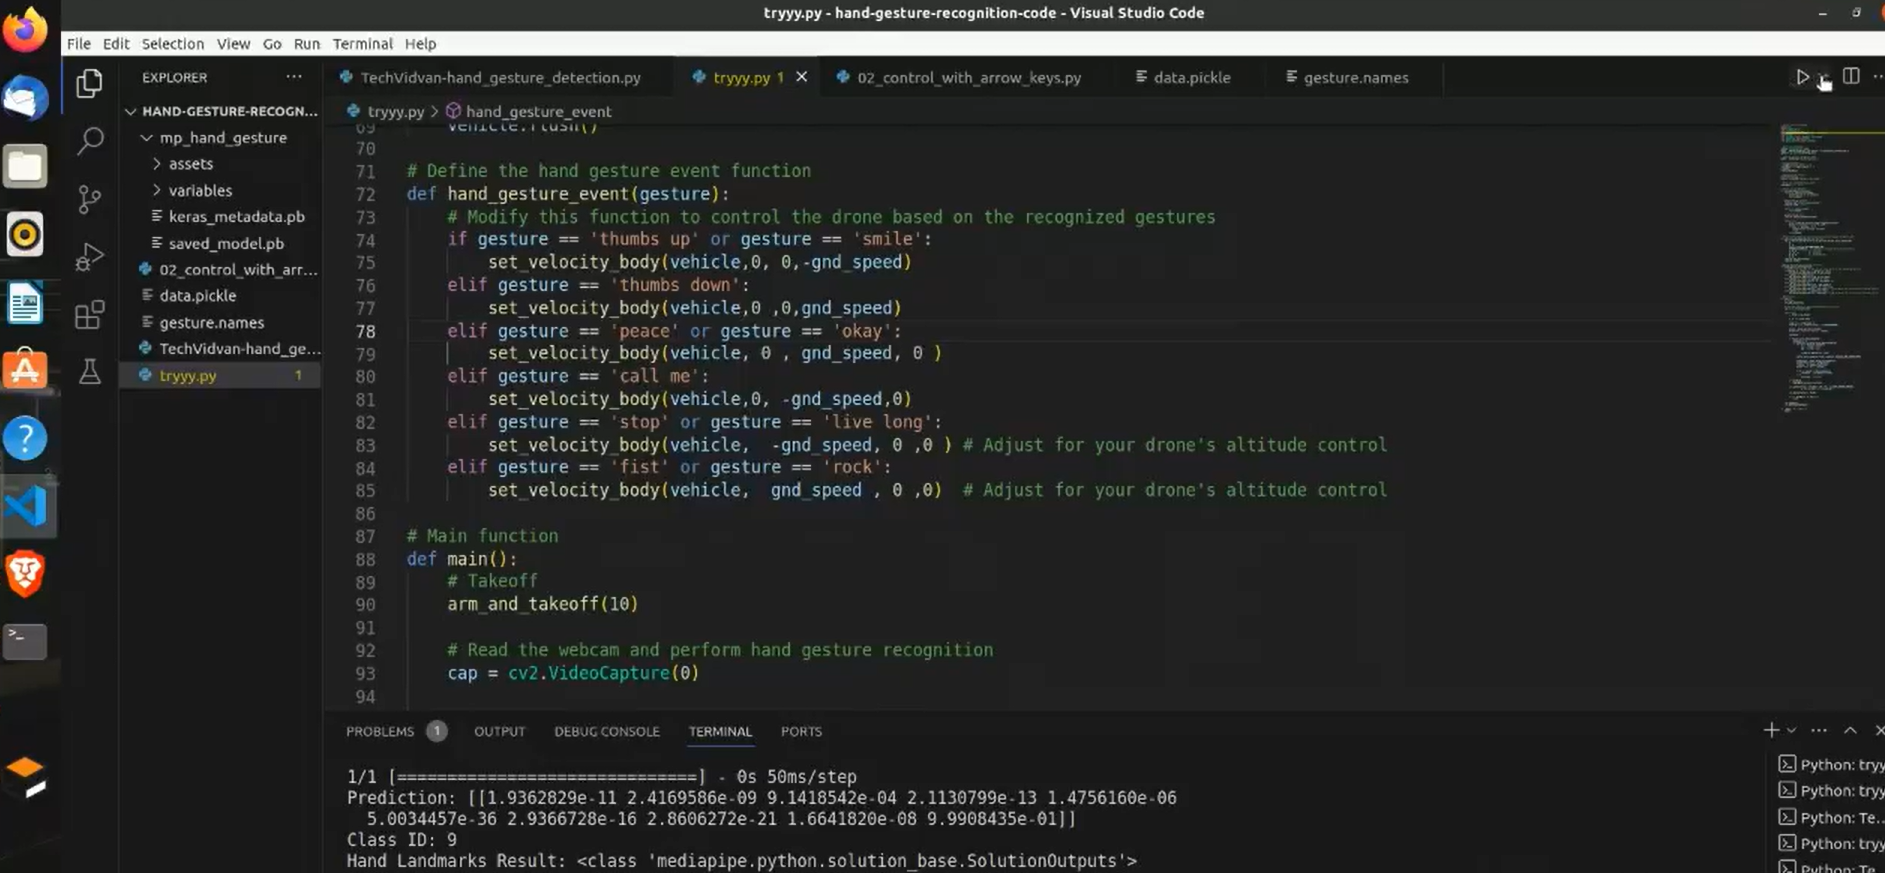 tryyy.py - hand-gesture-recognition-code - Visual Studio Code
File Edit Selection View Go Run Terminal Help
EXPLORER
HAND-GESTURE-RECOGN...
mp_hand_gesture
assets
variables
keras_metadata.pb
saved_model.pb
02_control_with_arr...
data.pickle
gesture.names
TechVidvan-hand_ge...
tryyy.py 1
TechVidvan-hand_gesture_detection.py tryyy.py 1 02_control_with_arrow_keys.py data.pickle gesture.names
tryyy.py > hand_gesture_event
69 vehicle.flush()
70
71 # Define the hand gesture event function
72 def hand_gesture_event(gesture):
73 # Modify this function to control the drone based on the recognized gestures
74 if gesture == 'thumbs up' or gesture == 'smile':
75 set_velocity_body(vehicle,0, 0,-gnd_speed)
76 elif gesture == 'thumbs down':
77 set_velocity_body(vehicle,0 ,0,gnd_speed)
78 elif gesture == 'peace' or gesture == 'okay':
79 set_velocity_body(vehicle, 0 , gnd_speed, 0 )
80 elif gesture == 'call me':
81 set_velocity_body(vehicle,0, -gnd_speed,0)
82 elif gesture == 'stop' or gesture == 'live long':
83 set_velocity_body(vehicle, -gnd_speed, 0 ,0 ) # Adjust for your drone's altitude control
84 elif gesture == 'fist' or gesture == 'rock':
85 set_velocity_body(vehicle, gnd_speed , 0 ,0) # Adjust for your drone's altitude control
86
87 # Main function
88 def main():
89 # Takeoff
90 arm_and_takeoff(10)
91
92 # Read the webcam and perform hand gesture recognition
93 cap = cv2.VideoCapture(0)
94
PROBLEMS 1 OUTPUT DEBUG CONSOLE TERMINAL PORTS
1/1 [==============================] - 0s 50ms/step
Prediction: [[1.9362829e-11 2.4169586e-09 9.1418542e-04 2.1130799e-13 1.4756160e-06
5.0034457e-36 2.9366728e-16 2.8606272e-21 1.6641820e-08 9.9908435e-01]]
Class ID: 9
Hand Landmarks Result: <class 'mediapipe.python.solution_base.SolutionOutputs'>
Python: tryy
Python: tryy
Python: Te...
Python: tryy
Python: Te...